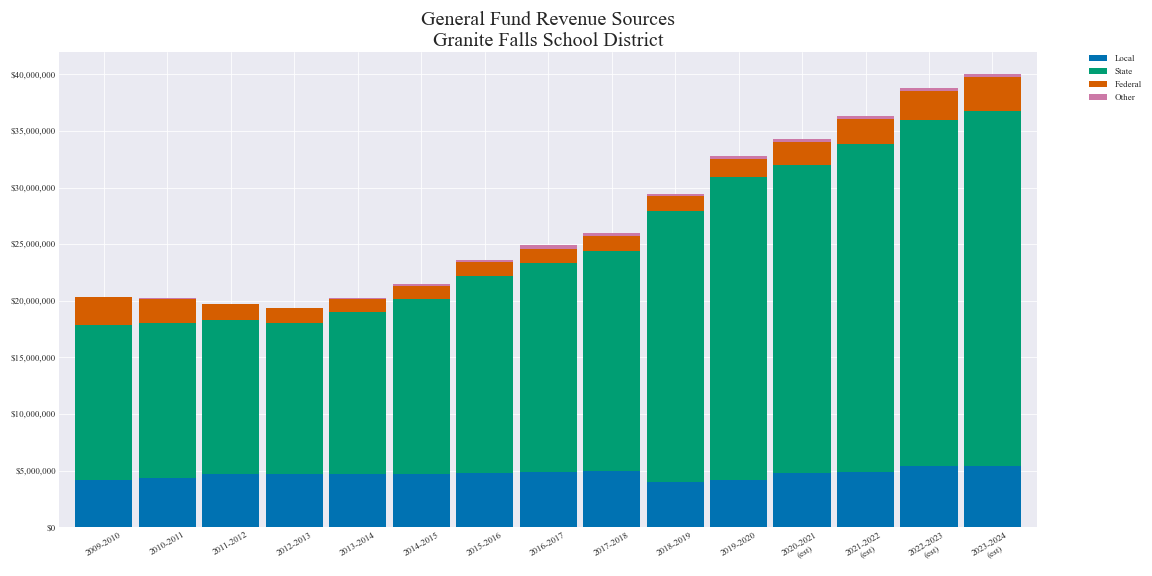 General Fund Revenue Sources
Granite Falls School District
Local
State
Federal
Other
$40,000,000
$35,000,000
$30,000,000
$25,000,000
$20,000,000
$15,000,000
$10,000,000
$5,000,000
$0
2009-2010
2010-2011
2011-2012
2012-2013
2013-2014
2014-2015
2015-2016
2016-2017
2017-2018
2018-2019
2019-2020
2020-2021
(est)
2021-2022
(est)
2022-2023
(est)
2023-2024
(est)